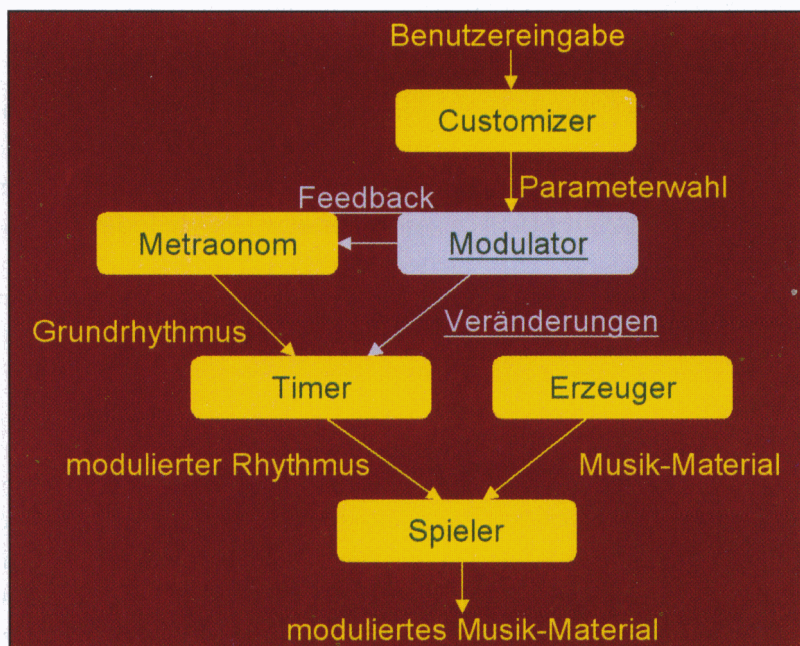 Benutzereingabe
Customizer
Parameterwahl
Feedback
Metraonom
Modulator
Grundrhythmus
Veränderungen
Timer
Erzeuger
modulierter Rhythmus
Musik-Material
Spieler
moduliertes Musik-Material